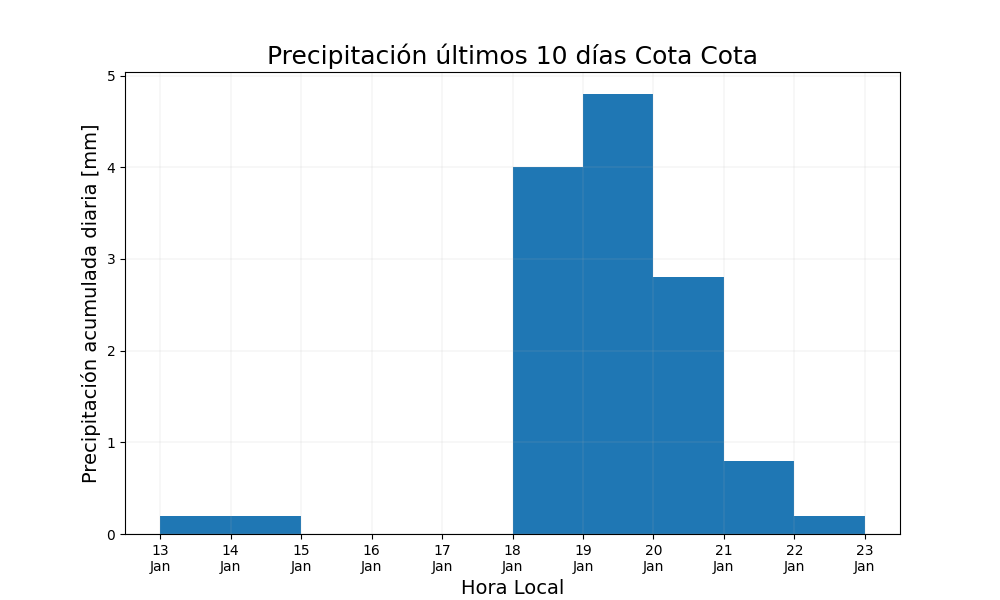 Precipitación últimos 10 días Cota Cota
Precipitación acumulada diaria [mm]
5
4
3
2
1
0
13 14 15 16 17 18 19 20 21 22 23
Jan Jan Jan Jan Jan Jan Jan Jan Jan Jan Jan
Hora Local